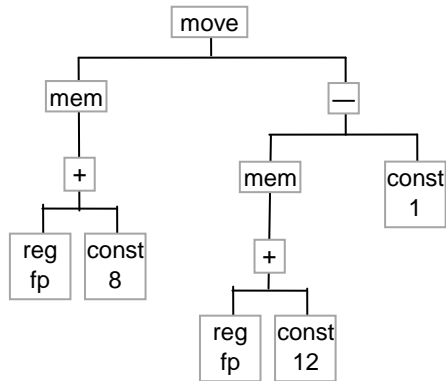 move
mem
—
+
mem
const
1
reg
fp
const
8
+
reg
fp
const
12